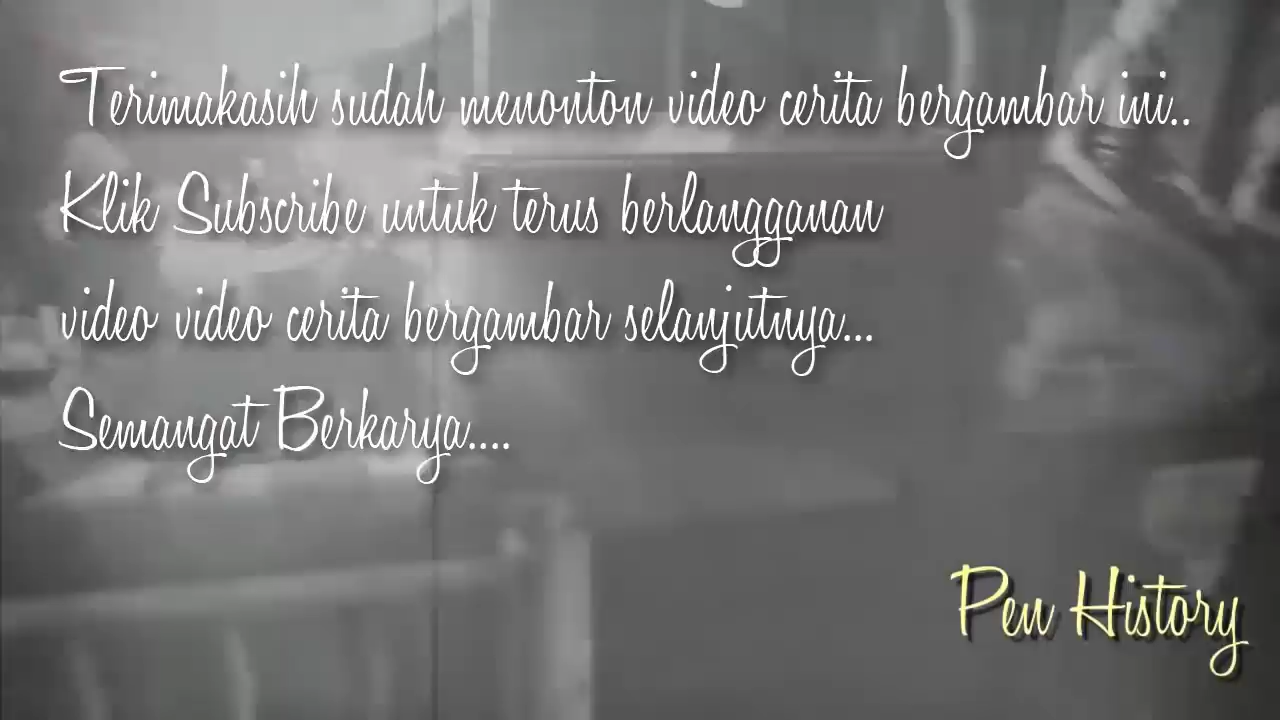 Terimakasih sudah menonton video cerita bergambar ini..
Klik Subscribe untuk terus berlangganan
video video cerita bergambar selanjutnya...
Semangat Berkarya....
Pen History